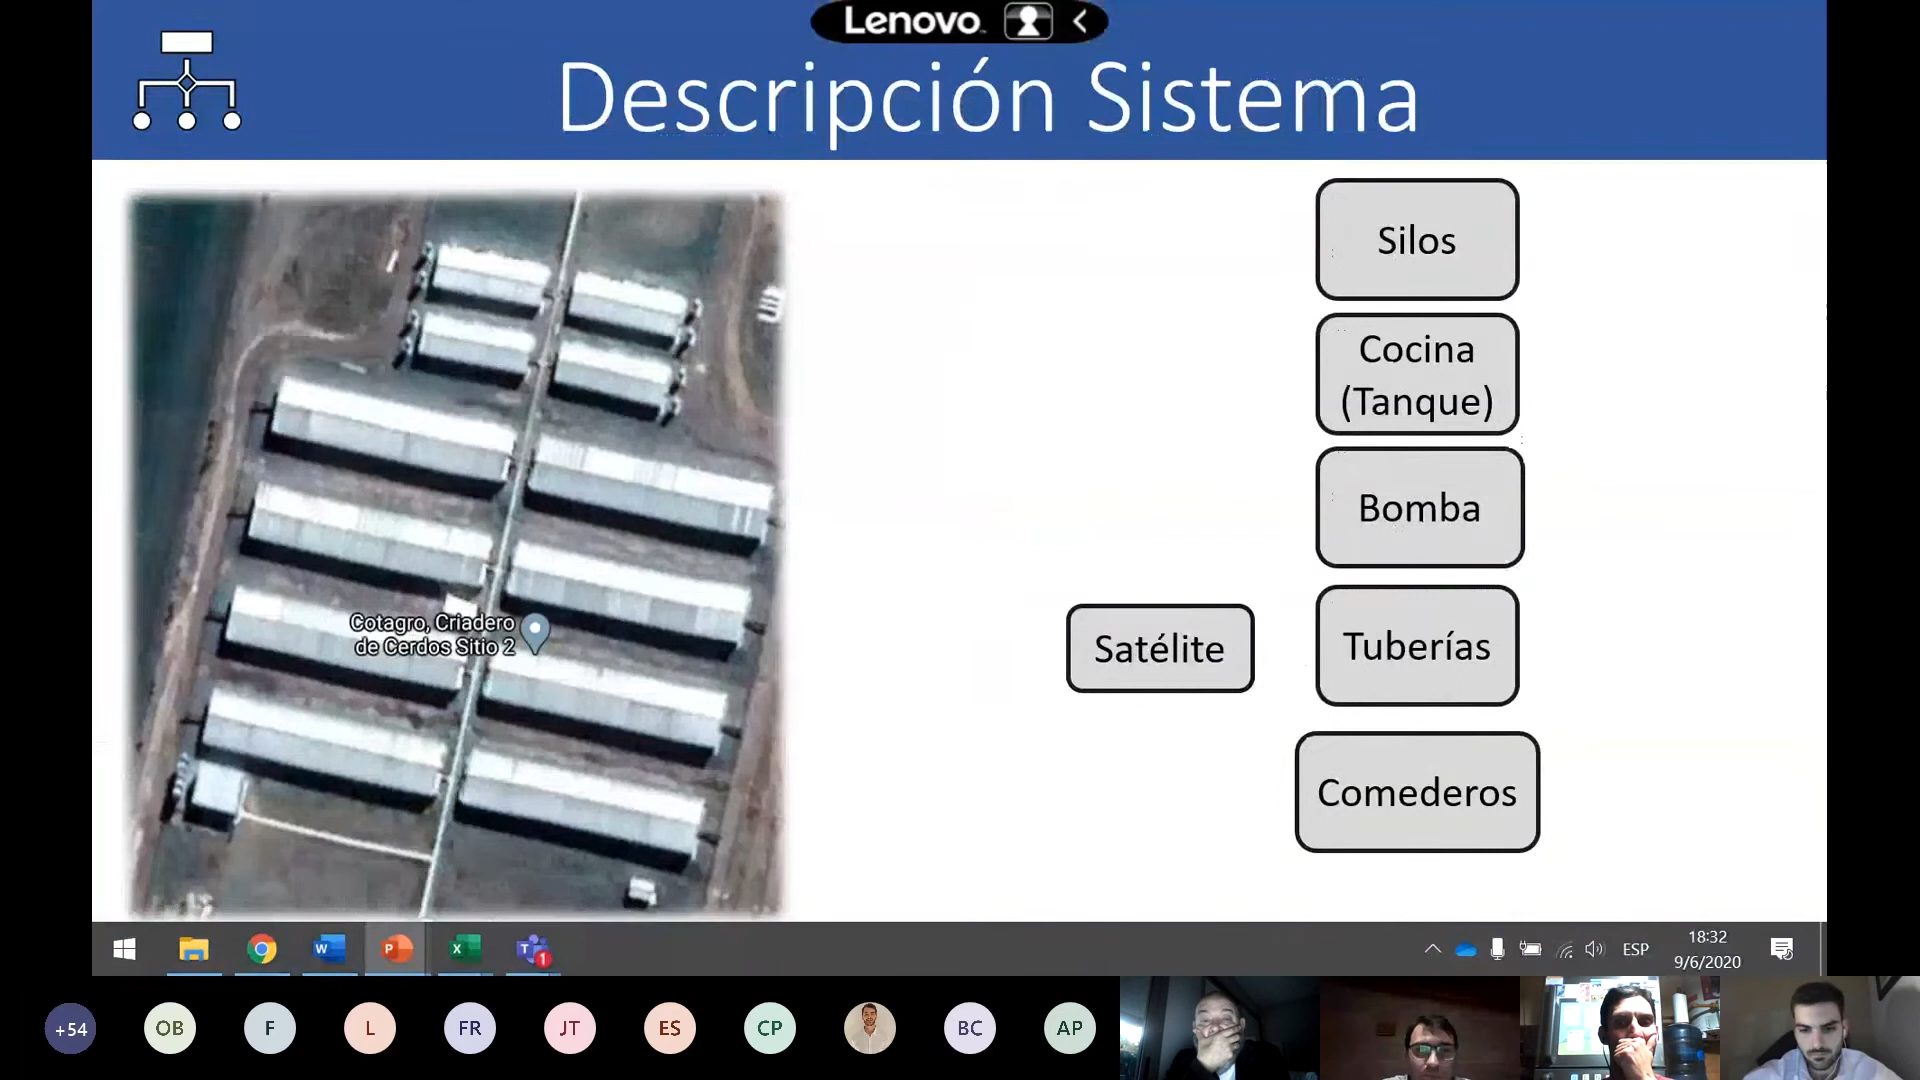 Lenovo
Descripción Sistema
Silos
Cocina
(Tanque)
Bomba
Satélite
Tuberías
Comederos
Cotagro, Criadero
de Cerdos Sitio 2
W
P
X
T
1
ESP
18:32
9/6/2020
+54
OB
F
L
FR
JT
ES
CP
BC
AP